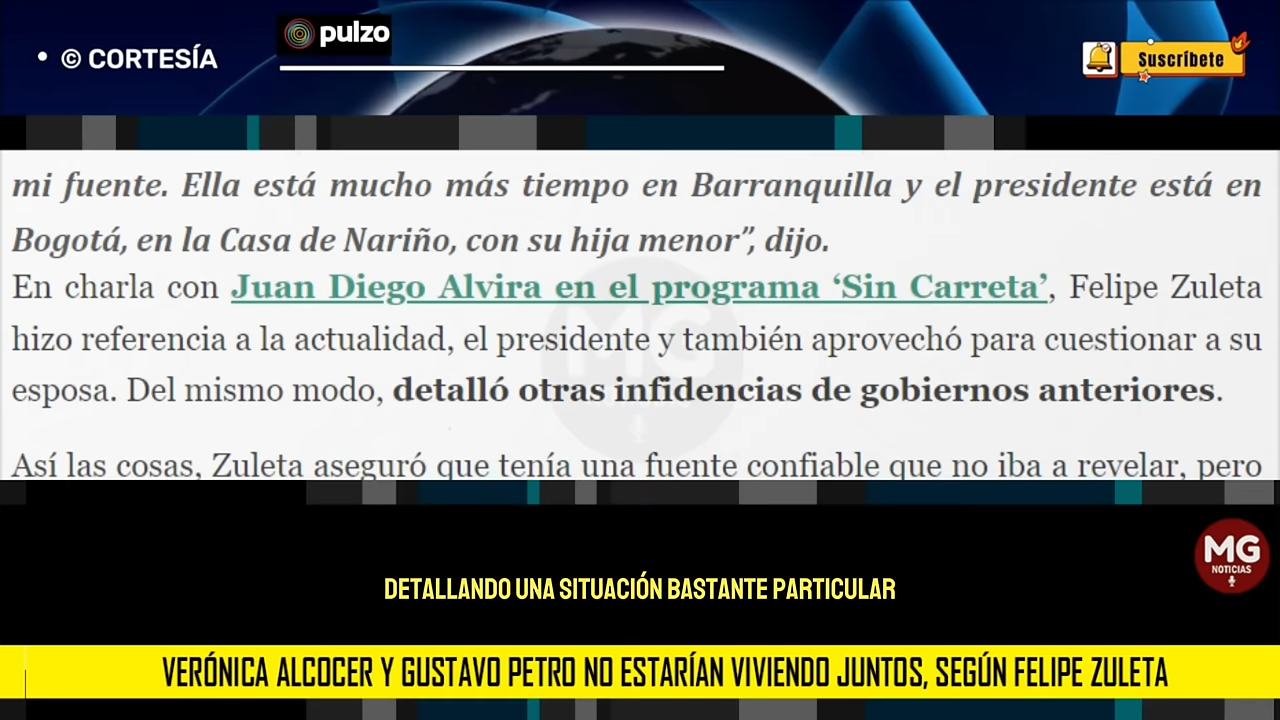 • © CORTESÍA
pulzo
Suscríbete
mi fuente. Ella está mucho más tiempo en Barranquilla y el presidente está en
Bogotá, en la Casa de Nariño, con su hija menor”, dijo.
En charla con Juan Diego Alvira en el programa ‘Sin Carreta’, Felipe Zuleta
hizo referencia a la actualidad, el presidente y también aprovechó para cuestionar a su
esposa. Del mismo modo, detalló otras infidencias de gobiernos anteriores.
Así las cosas, Zuleta aseguró que tenía una fuente confiable que no iba a revelar, pero
MG
MG
NOTICIAS
DETALLANDO UNA SITUACIÓN BASTANTE PARTICULAR
VERÓNICA ALCOCER Y GUSTAVO PETRO NO ESTARÍAN VIVIENDO JUNTOS, SEGÚN FELIPE ZULETA